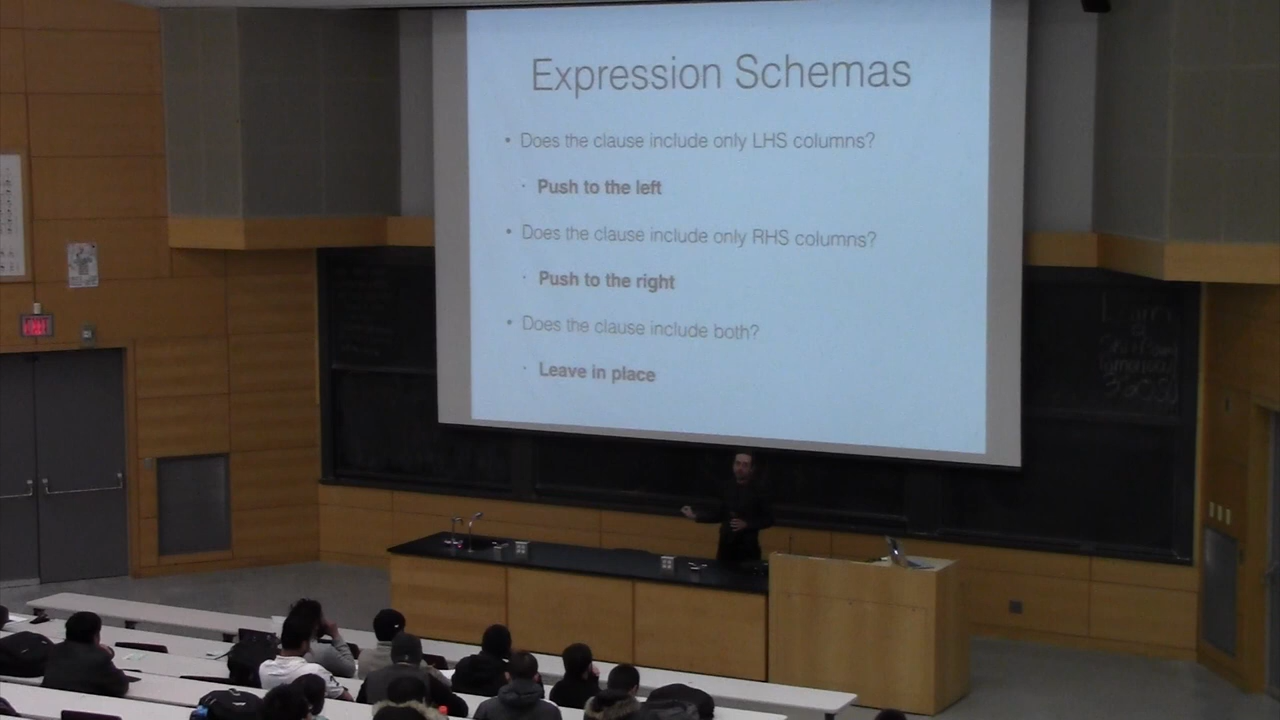 Expression Schemas
• Does the clause include only LHS columns?
· Push to the left
• Does the clause include only RHS columns?
· Push to the right
• Does the clause include both?
· Leave in place